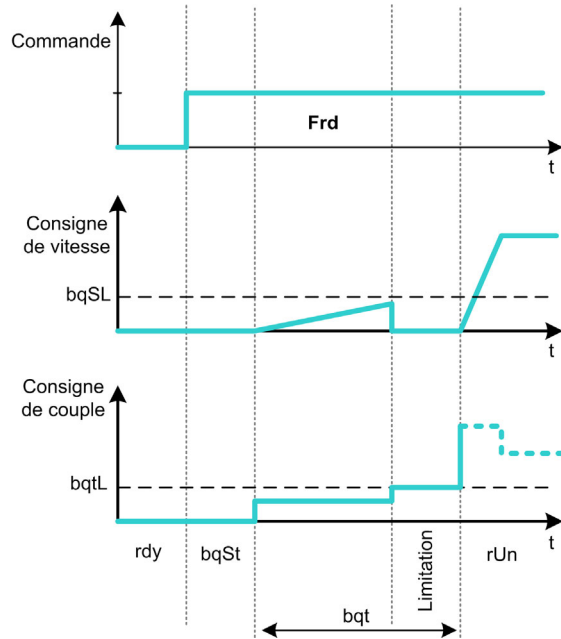 Commande
Frd
t
Consigne
de vitesse
bqSL
t
Consigne
de couple
bqtL
t
rdy
bqSt
Limitation
rUn
bqt